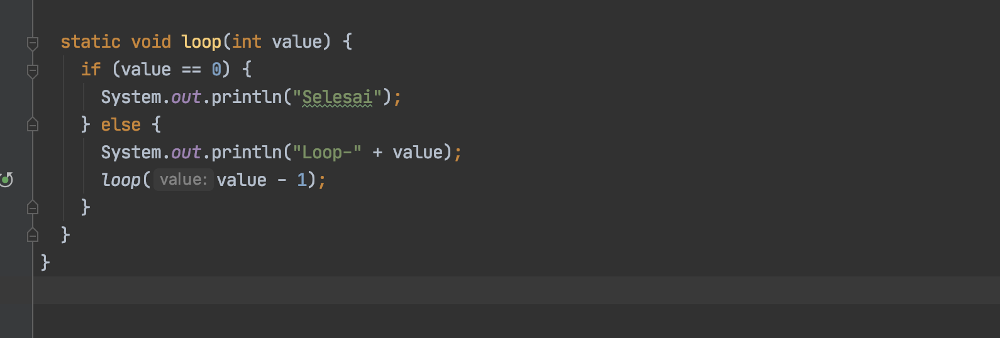 static void loop(int value) {
if (value == 0) {
System.out.println("Selesai");
} else {
System.out.println("Loop-" + value);
loop( value: value - 1);
}
}
}